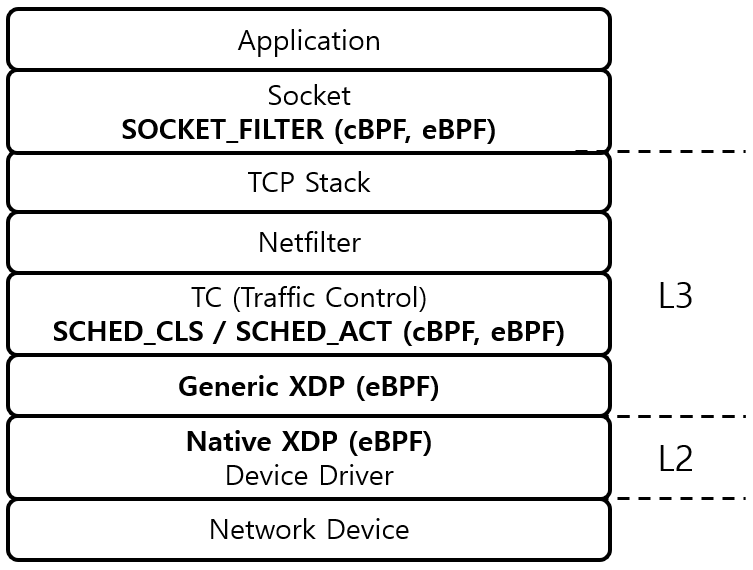 Application
Socket
SOCKET_FILTER (cBPF, eBPF)
TCP Stack
Netfilter
TC (Traffic Control)
SCHED_CLS / SCHED_ACT (cBPF, eBPF)
L3
Generic XDP (eBPF)
Native XDP (eBPF)
L2
Device Driver
Network Device